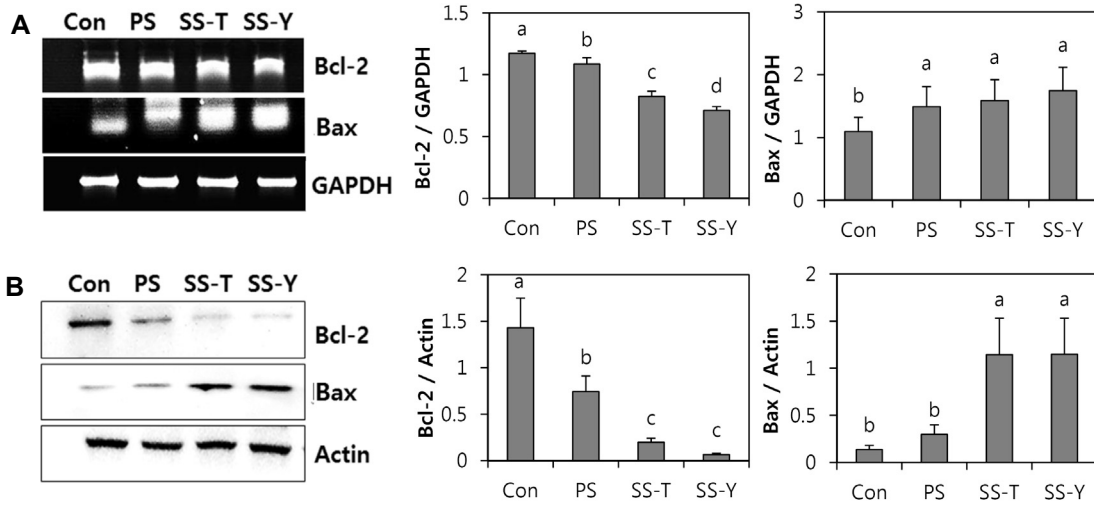 A
Con PS SS-T SS-Y
Bcl-2
Bax
GAPDH
Bcl-2 / GAPDH
1.5
1
0.5
0
a
b
c
d
Con PS SS-T SS-Y
Bax / GAPDH
3
2
1
0
b
a
a
a
Con PS SS-T SS-Y
B
Con PS SS-T SS-Y
Bcl-2
Bax
Actin
Bcl-2 / Actin
2
1.5
1
0.5
0
a
b
c
c
Con PS SS-T SS-Y
Bax / Actin
2
1.5
1
0.5
0
b
b
a
a
Con PS SS-T SS-Y